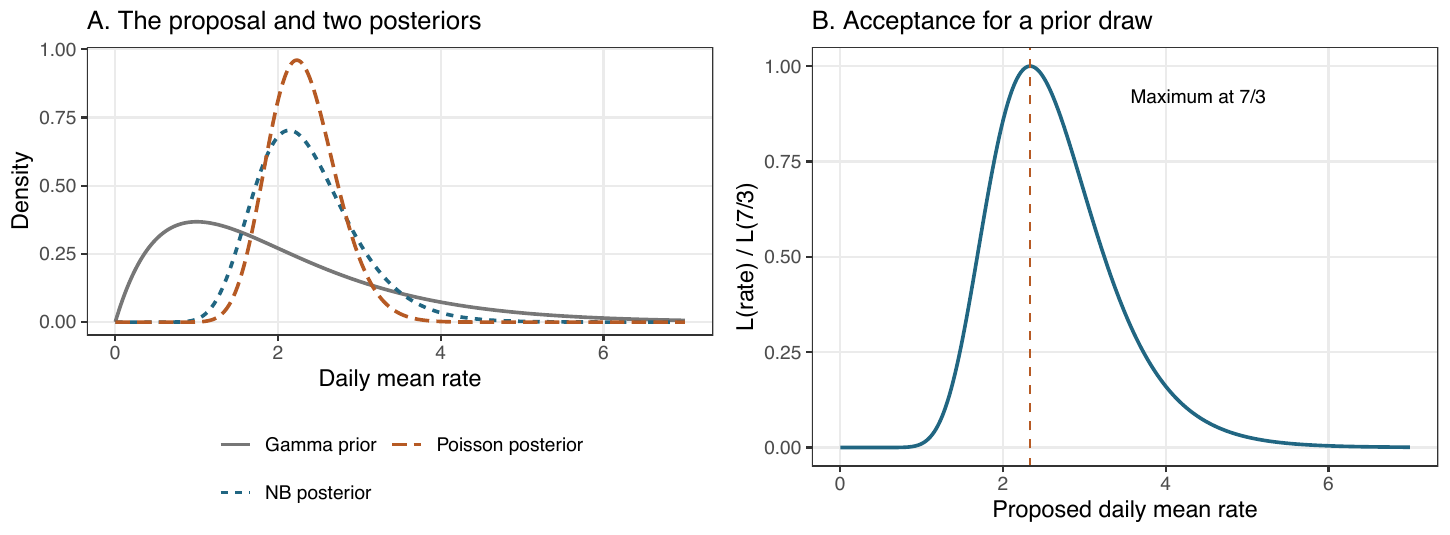 A. The proposal and two posteriors
1.00
0.75
0.50
0.25
0.00
Density
0 2 4 6
Daily mean rate
Gamma prior
Poisson posterior
NB posterior
B. Acceptance for a prior draw
Maximum at 7/3
1.00
0.75
0.50
0.25
0.00
L(rate) / L(7/3)
0 2 4 6
Proposed daily mean rate